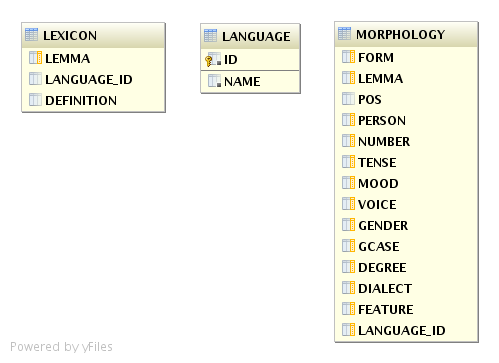 LEXICON
LEMMA
LANGUAGE_ID
DEFINITION
LANGUAGE
ID
NAME
MORPHOLOGY
FORM
LEMMA
POS
PERSON
NUMBER
TENSE
MOOD
VOICE
GENDER
GCASE
DEGREE
DIALECT
FEATURE
LANGUAGE_ID
Powered by yFiles